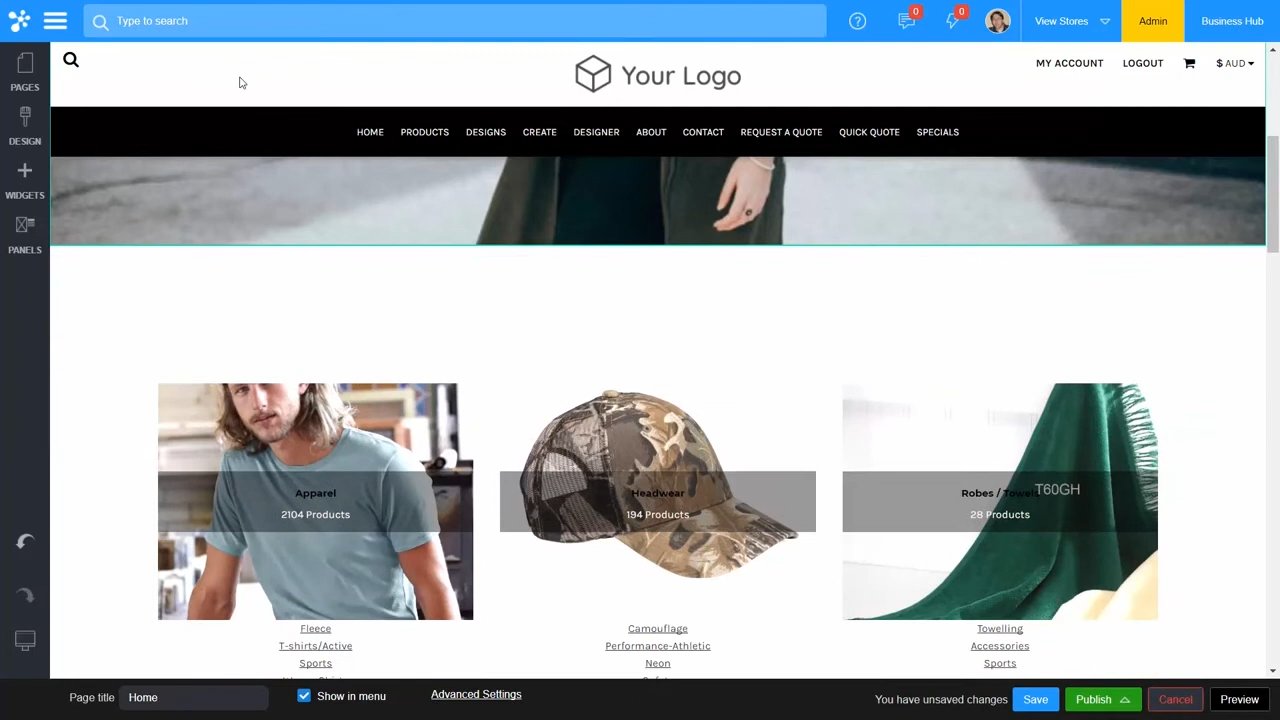 Type to search
0
0
View Stores
Admin
Business Hub
PAGES
DESIGN
WIDGETS
PANELS
Your Logo
MY ACCOUNT
LOGOUT
$ AUD
HOME
PRODUCTS
DESIGNS
CREATE
DESIGNER
ABOUT
CONTACT
REQUEST A QUOTE
QUICK QUOTE
SPECIALS
Apparel
2104 Products
Headwear
194 Products
Robes / Towels
T60GH
28 Products
Fleece
T-shirts/Active
Sports
Camouflage
Performance-Athletic
Neon
Towelling
Accessories
Sports
Page title
Home
Show in menu
Advanced Settings
You have unsaved changes
Save
Publish
Cancel
Preview